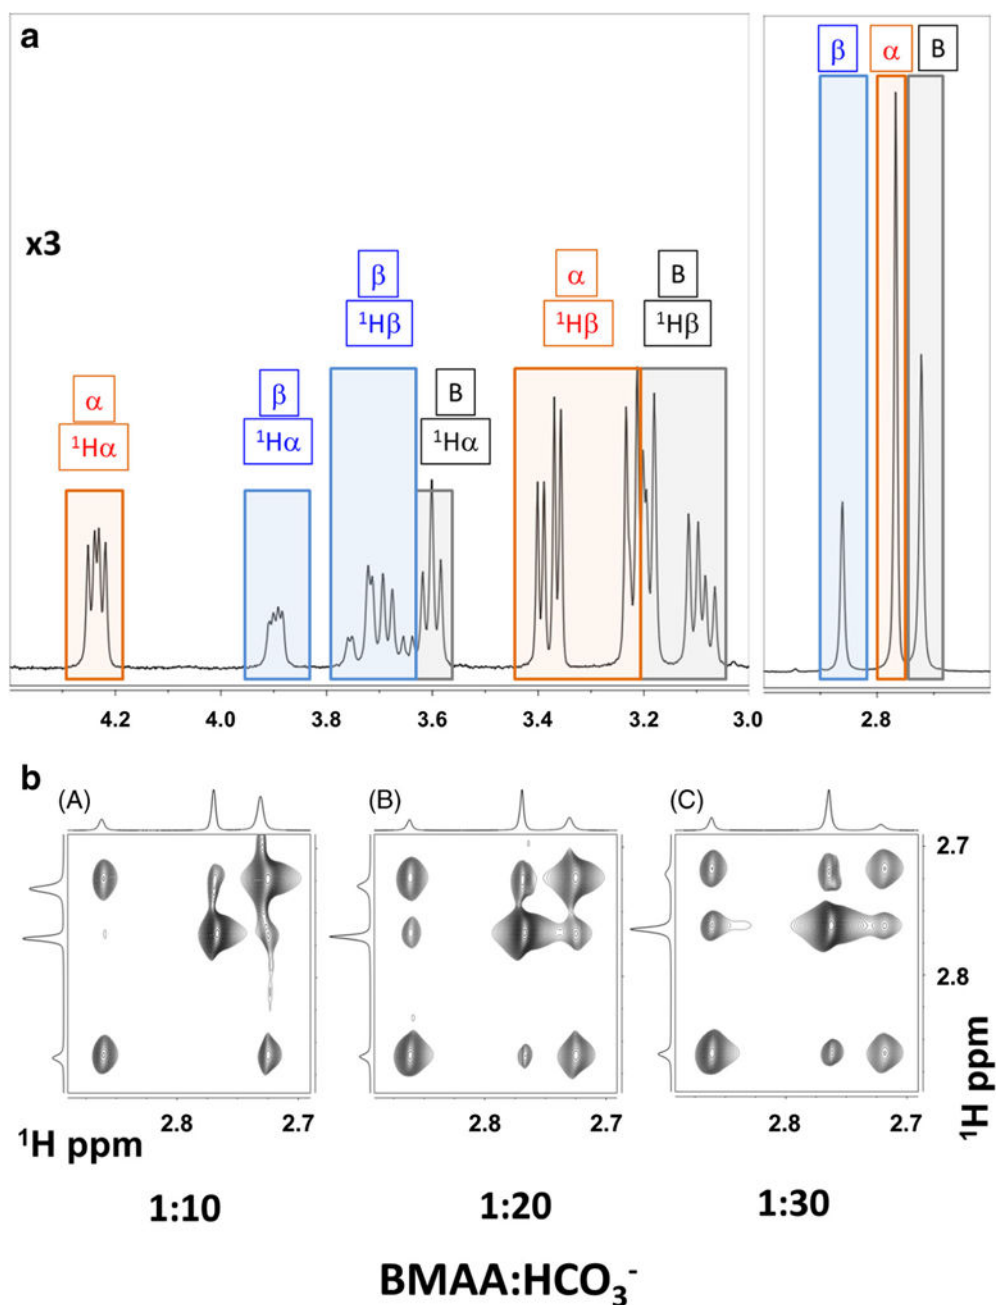 a
β α B
x3
β α B
¹Hβ ¹Hβ ¹Hβ
α β B
¹Hα ¹Hα ¹Hα
4.2 4.0 3.8 3.6 3.4 3.2 3.0 2.8
b
(A) (B) (C)
2.7
2.8
2.8 2.7 2.8 2.7 2.8 2.7
¹H ppm
¹H ppm
1:10 1:20 1:30
BMAA:HCO₃⁻